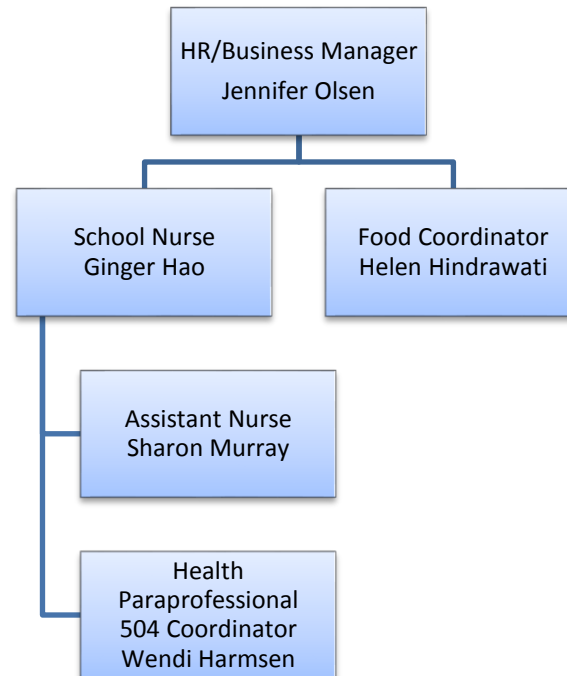 HR/Business Manager
Jennifer Olsen
School Nurse
Ginger Hao
Food Coordinator
Helen Hindrawati
Assistant Nurse
Sharon Murray
Health
Paraprofessional
504 Coordinator
Wendi Harmsen